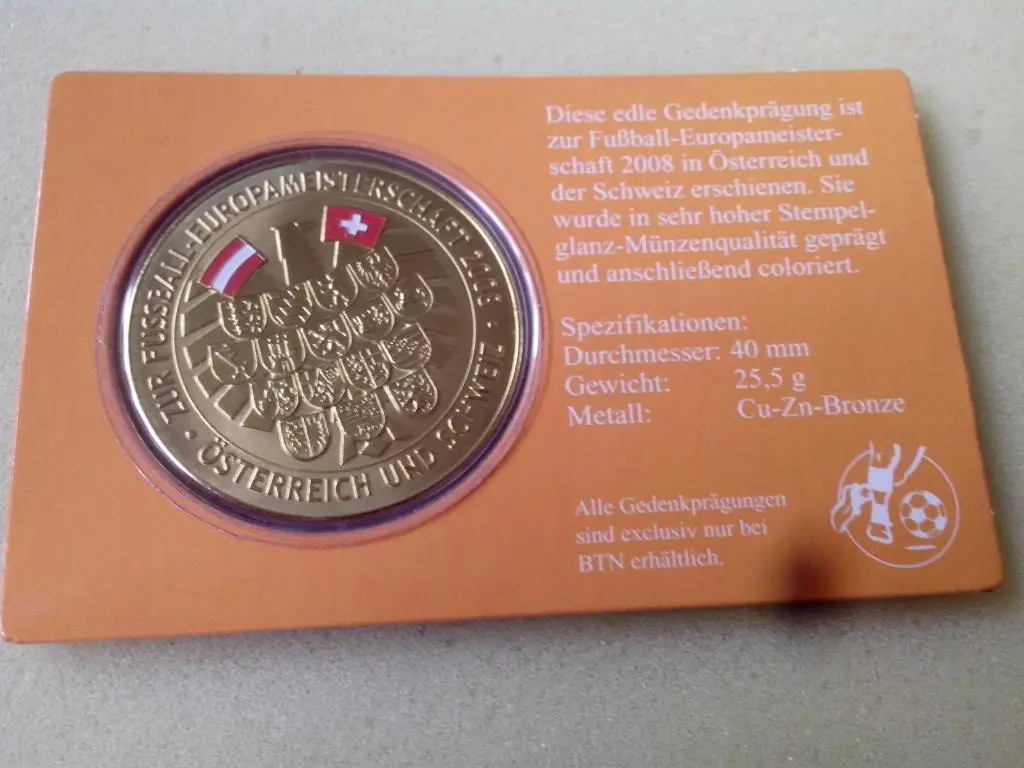 · ZUR FUSSBALL-EUROPAMEISTERSCHAFT 2008 ·
ÖSTERREICH UND SCHWEIZ
Diese edle Gedenkprägung ist
zur Fußball-Europameister-
schaft 2008 in Österreich und
der Schweiz erschienen. Sie
wurde in sehr hoher Stempel-
glanz-Münzenqualität geprägt
und anschließend coloriert.
Spezifikationen:
Durchmesser: 40 mm
Gewicht: 25,5 g
Metall: Cu-Zn-Bronze
Alle Gedenkprägungen
sind exclusiv nur bei
BTN erhältlich.